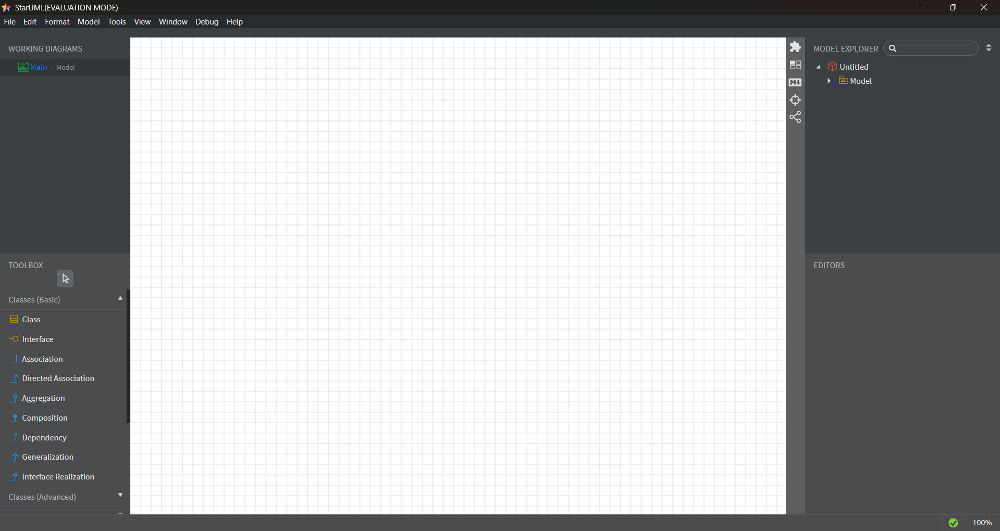 StarUML(EVALUATION MODE)
File Edit Format Model Tools View Window Debug Help
WORKING DIAGRAMS
Main — Model
TOOLBOX
Classes (Basic)
Class
Interface
Association
Directed Association
Aggregation
Composition
Dependency
Generalization
Interface Realization
Classes (Advanced)
M
MODEL EXPLORER
Untitled
Model
EDITORS
100%